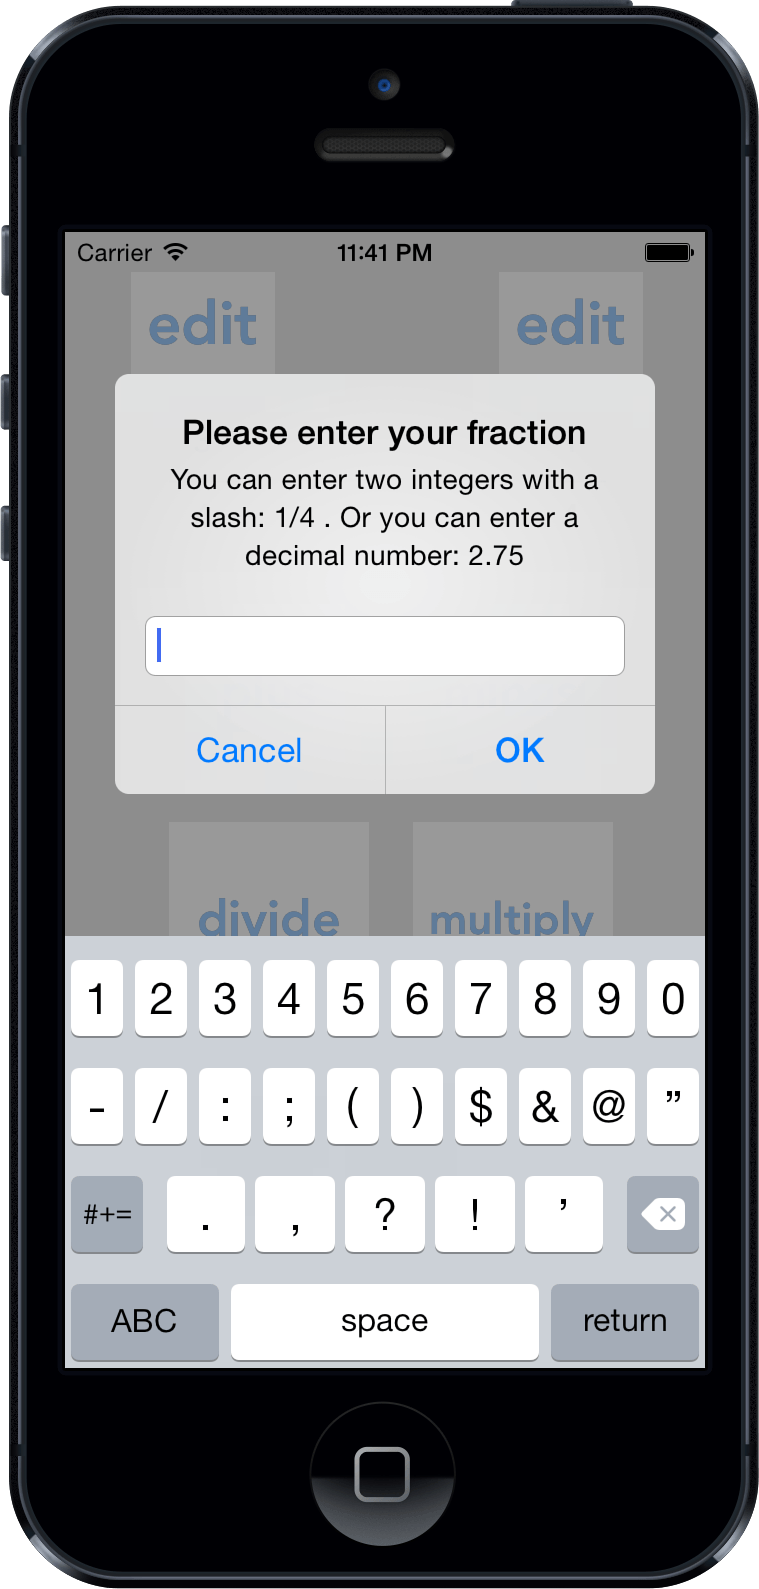 Carrier 11:41 PM
edit edit
Please enter your fraction
You can enter two integers with a
slash: 1/4 . Or you can enter a
decimal number: 2.75
Cancel OK
divide multiply
1 2 3 4 5 6 7 8 9 0
- / : ; ( ) $ & @ ”
#+= . , ? ! ’
ABC space return